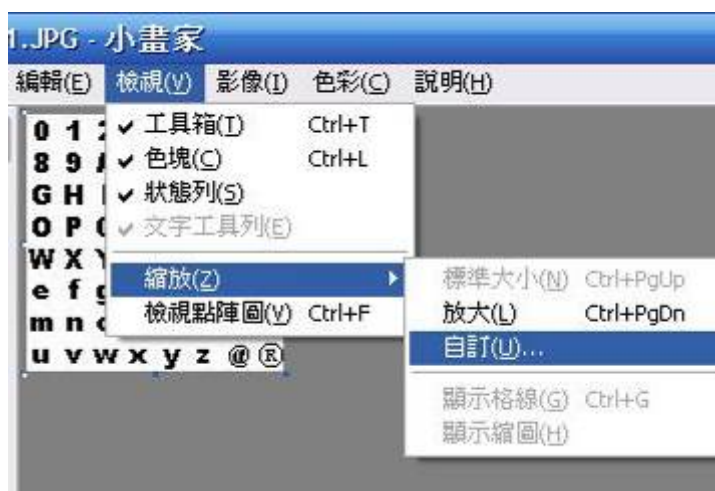 1.JPG - 小畫家
編輯(E) 檢視(V) 影像(I) 色彩(C) 說明(H)
✓ 工具箱(T) Ctrl+T
✓ 色塊(C) Ctrl+L
✓ 狀態列(S)
✓ 文字工具列(E)
縮放(Z)
檢視點陣圖(V) Ctrl+F
標準大小(N) Ctrl+PgUp
放大(L) Ctrl+PgDn
自訂(U)...
顯示格線(G) Ctrl+G
顯示縮圖(H)
0 1
8 9
G H
O P
W X
e f
m n
u v w x y z @ ®